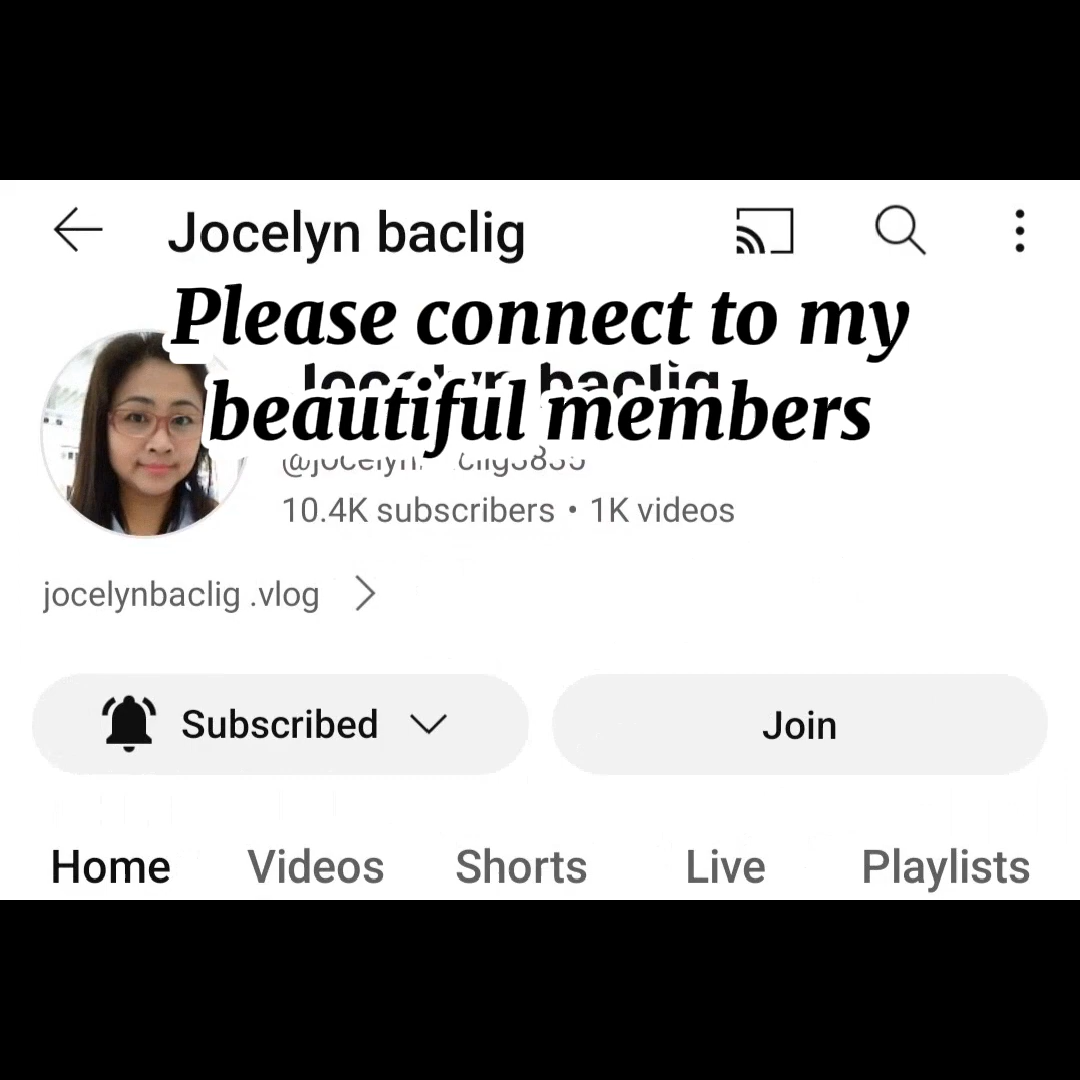 Jocelyn baclig
Please connect to my
beautiful members
10.4K subscribers • 1K videos
jocelynbaclig .vlog
Subscribed
Join
Home Videos Shorts Live Playlists